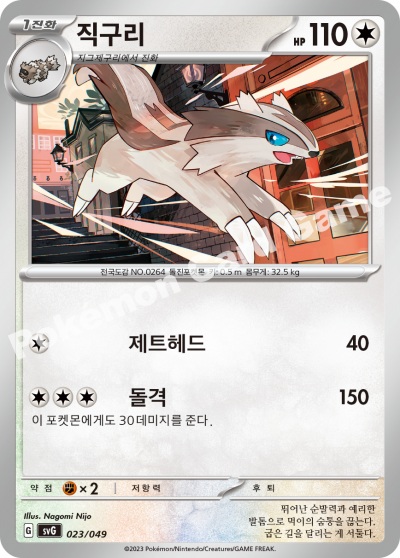 1진화
직구리
HP 110
지그제구리에서 진화
전국도감 NO.0264 돌진포켓몬 키: 0.5 m 몸무게: 32.5 kg
Pokémon Card Game
제트헤드 40
돌격 150
이 포켓몬에게도 30데미지를 준다.
약점 ×2 저항력 후퇴
Illus. Nagomi Nijo
G svG 023/049
뛰어난 순발력과 예리한
발톱으로 먹이의 숨통을 끊는다.
굽은 길을 달리는 게 서툴다.
©2023 Pokémon/Nintendo/Creatures/GAME FREAK.